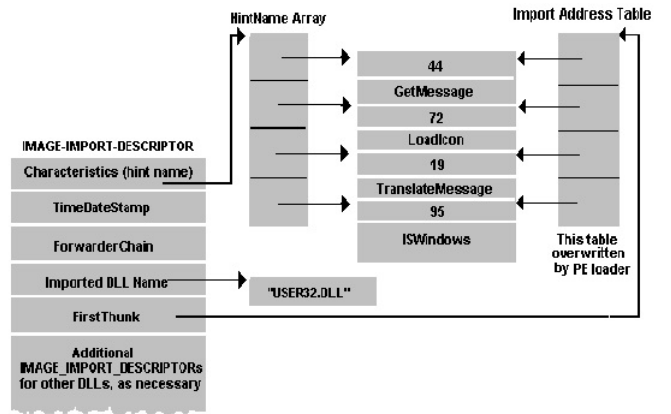 HintName Array
Import Address Table
44
GetMessage
72
LoadIcon
19
TranslateMessage
95
ISWindows
IMAGE-IMPORT-DESCRIPTOR
Characteristics (hint name)
TimeDateStamp
ForwarderChain
Imported DLL Name
FirstThunk
Additional
IMAGE_IMPORT_DESCRIPTORs
for other DLLs, as necessary
"USER32.DLL"
This table
overwritten
by PE loader